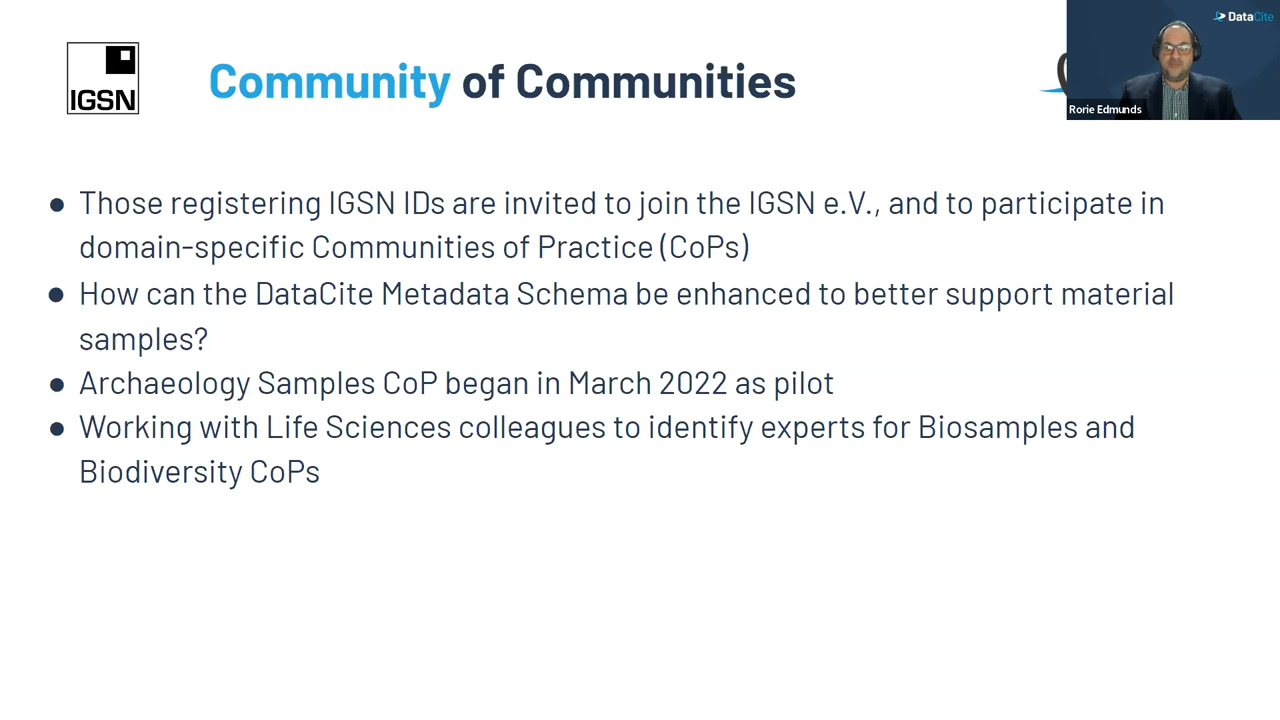 IGSN
Community of Communities
DataCite
Rorie Edmunds
● Those registering IGSN IDs are invited to join the IGSN e.V., and to participate in
domain-specific Communities of Practice (CoPs)
● How can the DataCite Metadata Schema be enhanced to better support material
samples?
● Archaeology Samples CoP began in March 2022 as pilot
● Working with Life Sciences colleagues to identify experts for Biosamples and
Biodiversity CoPs